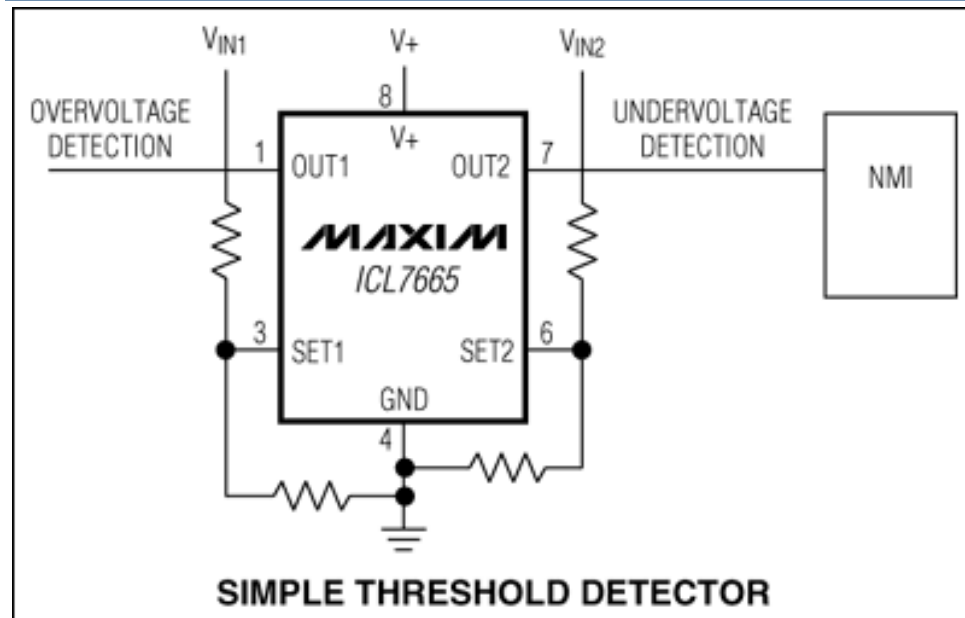 VIN1
V+
VIN2
OVERVOLTAGE
DETECTION
8
V+
UNDERVOLTAGE
DETECTION
1
OUT1
OUT2
7
NMI
MAXIM
ICL7665
3
SET1
SET2
6
GND
4
SIMPLE THRESHOLD DETECTOR